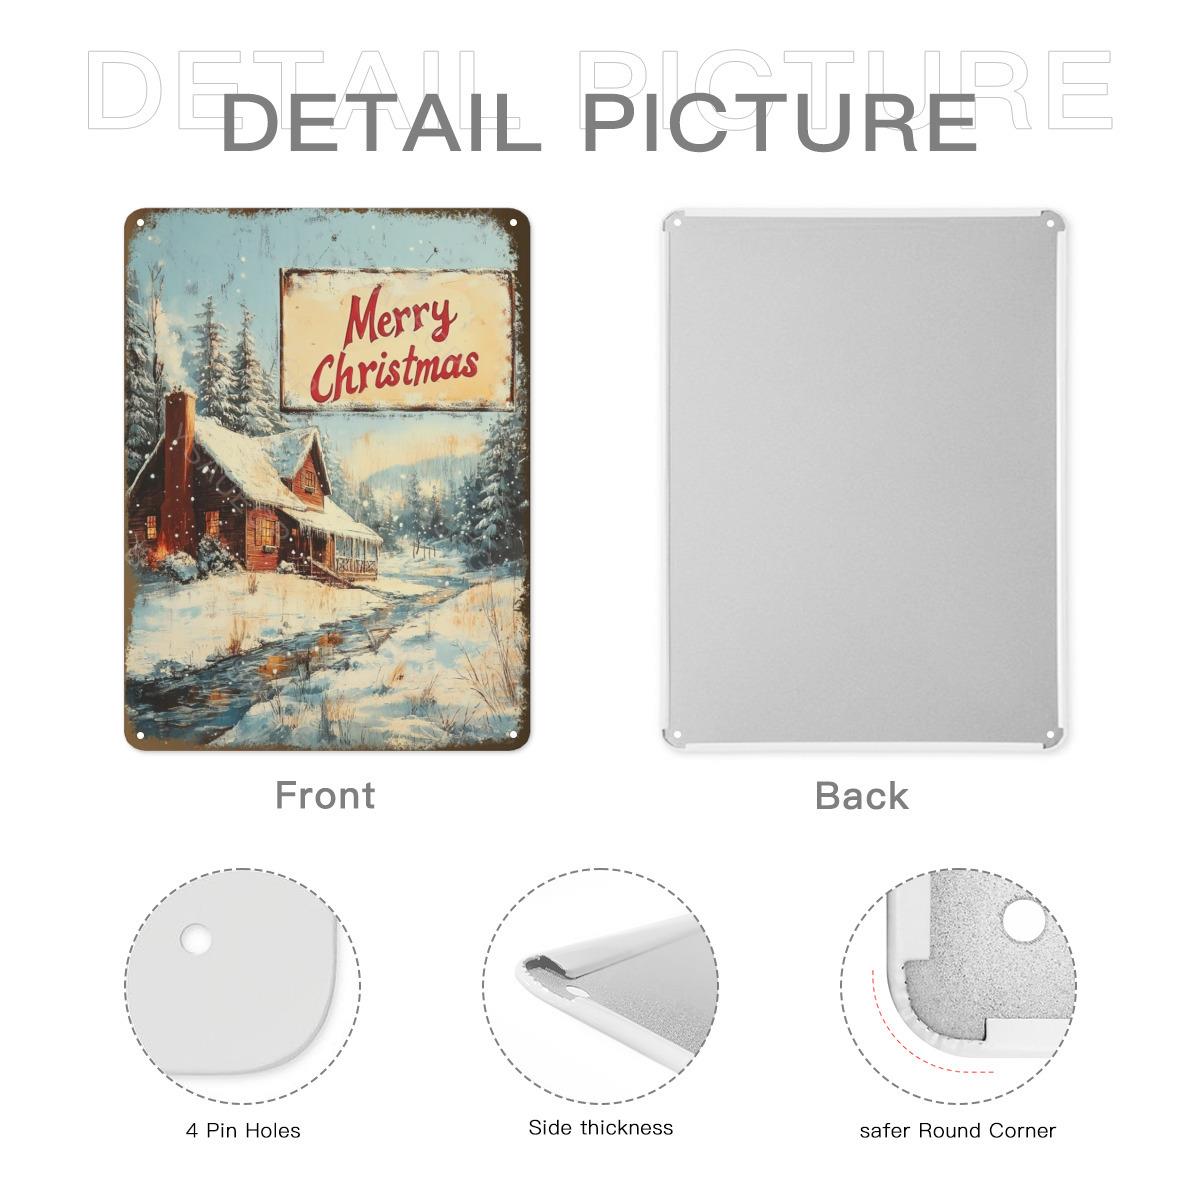 DETAIL PICTURE
DETAIL PICTURE
Merry
Christmas
Front
Back
4 Pin Holes
Side thickness
safer Round Corner